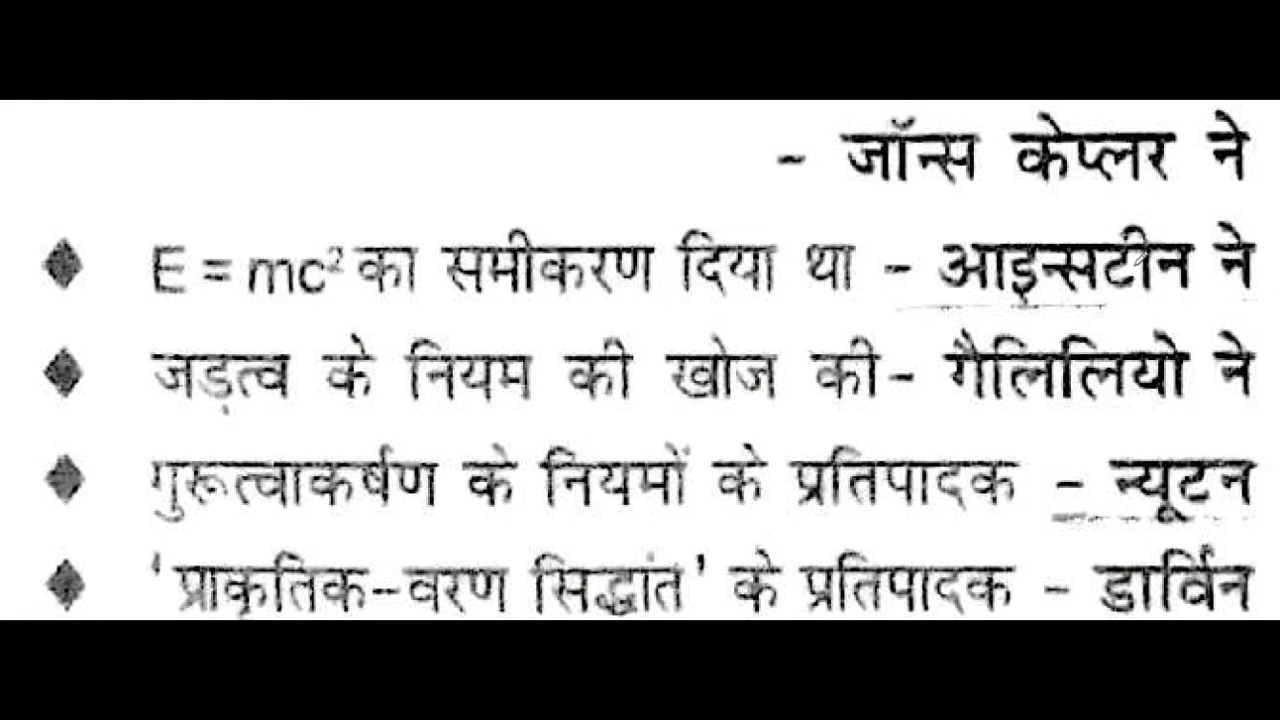 - जॉन्स केप्लर ने
◆ E=mc² का समीकरण दिया था - आइन्सटीन ने
◆ जड़त्व के नियम की खोज की- गैलिलियो ने
◆ गुरूत्वाकर्षण के नियमों के प्रतिपादक - न्यूटन
◆ 'प्राकृतिक-वरण सिद्धांत' के प्रतिपादक - डार्विन